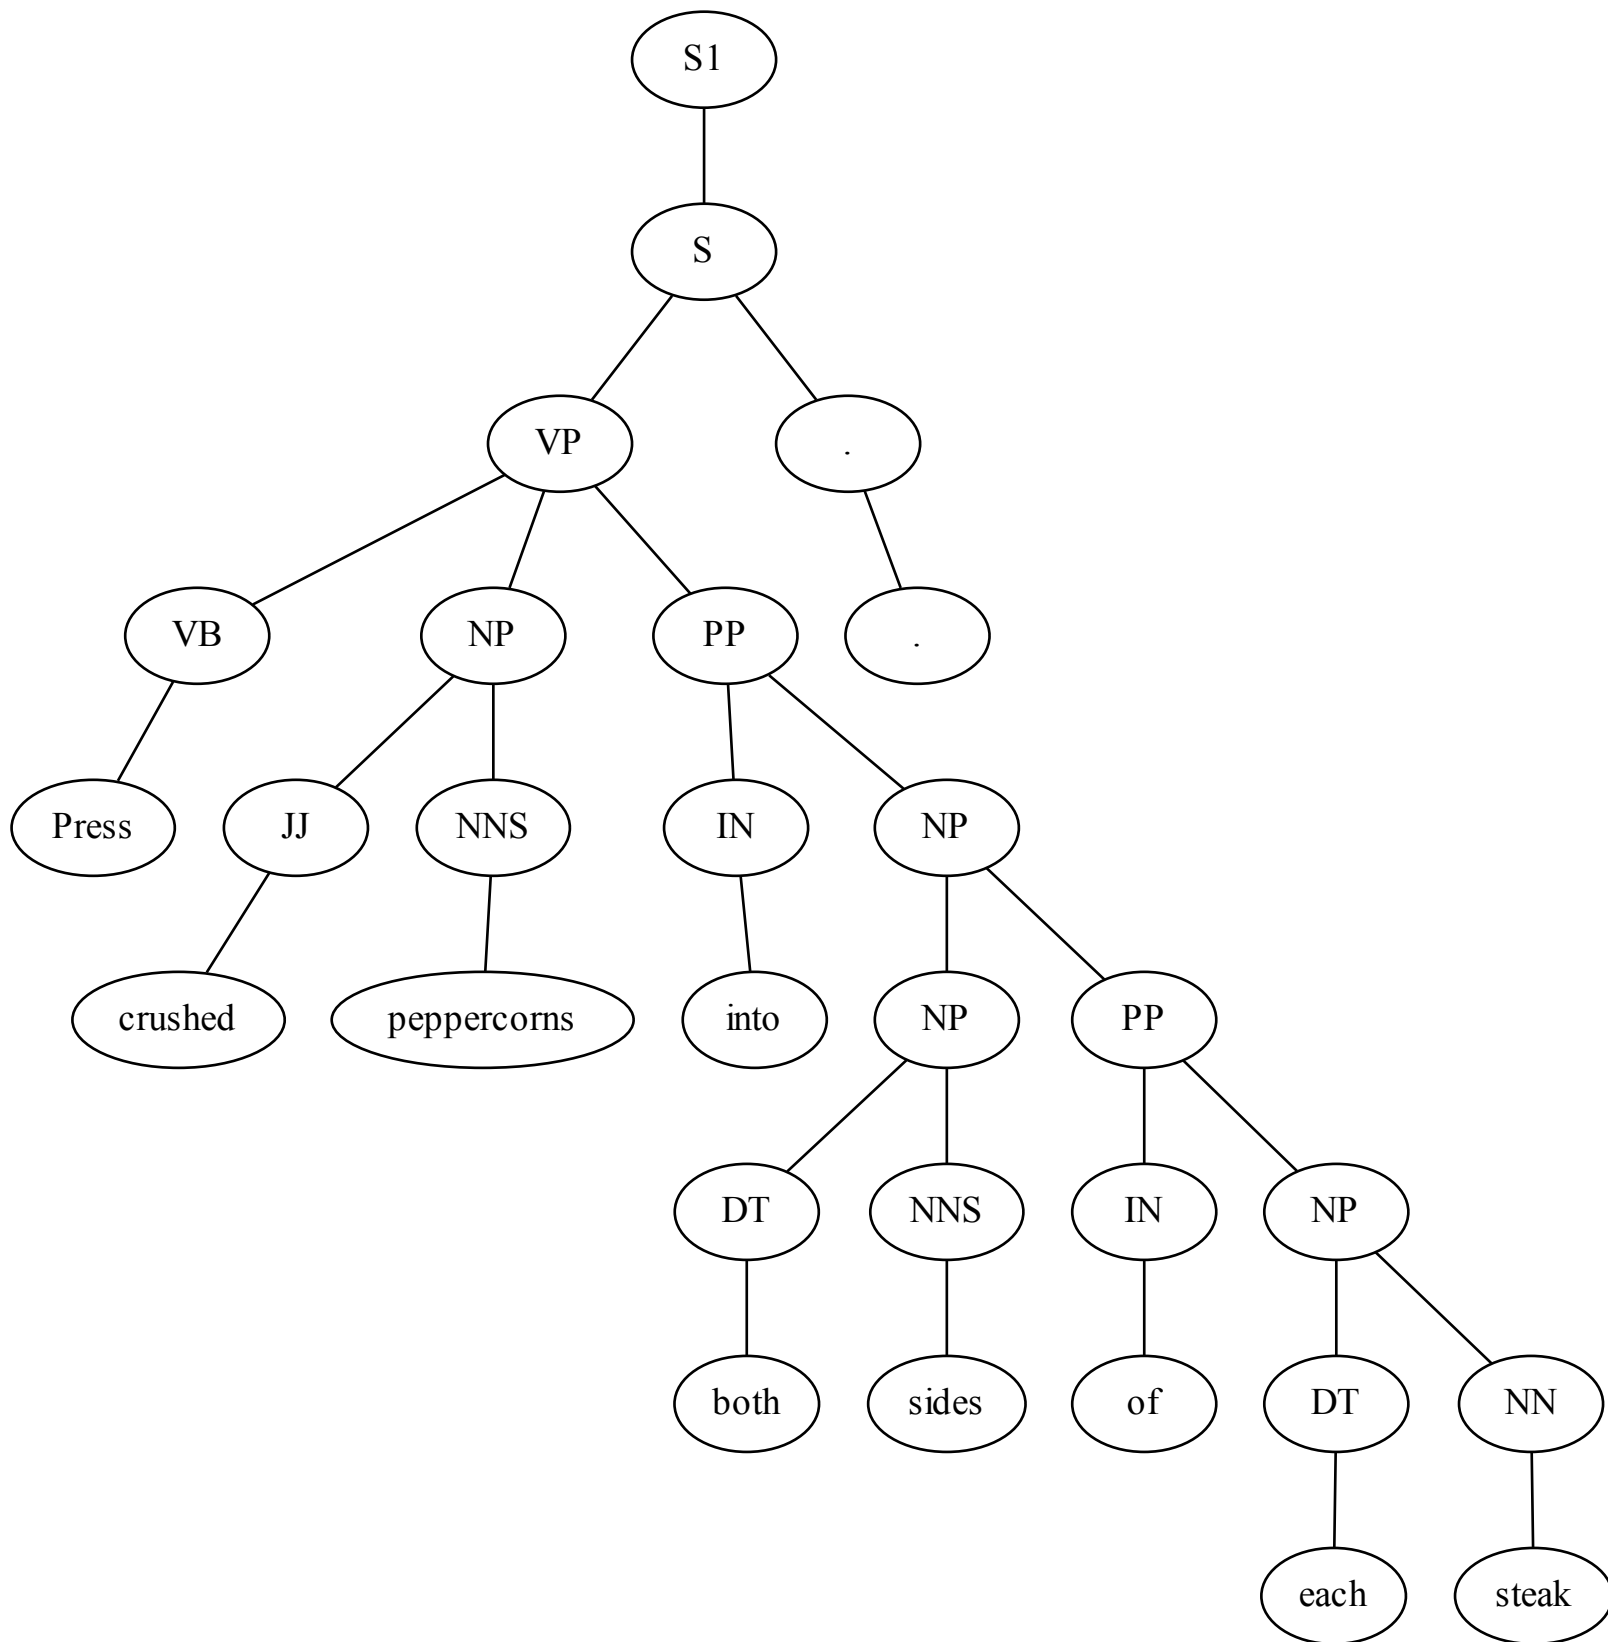 S1
S
VP .
VB NP PP .
Press JJ NNS IN NP
crushed peppercorns into NP PP
DT NNS IN NP
both sides of DT NN
each steak